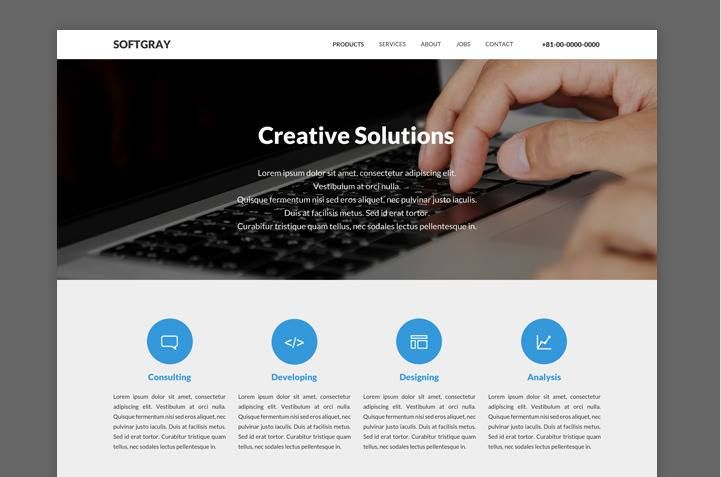 SOFTGRAY
PRODUCTS SERVICES ABOUT JOBS CONTACT +81-00-0000-0000
Creative Solutions
Lorem ipsum dolor sit amet, consectetur adipiscing elit.
Vestibulum at orci nulla.
Quisque fermentum nisi sed eros aliquet, nec pulvinar justo iaculis.
Duis at facilisis metus. Sed id erat tortor.
Curabitur tristique quam tellus, nec sodales lectus pellentesque in.
</>
Consulting
Lorem ipsum dolor sit amet, consectetur
adipiscing elit. Vestibulum at orci nulla.
Quisque fermentum nisi sed eros aliquet, nec
pulvinar justo iaculis. Duis at facilisis metus.
Sed id erat tortor. Curabitur tristique quam
tellus, nec sodales lectus pellentesque in.
Developing
Lorem ipsum dolor sit amet, consectetur
adipiscing elit. Vestibulum at orci nulla.
Quisque fermentum nisi sed eros aliquet, nec
pulvinar justo iaculis. Duis at facilisis metus.
Sed id erat tortor. Curabitur tristique quam
tellus, nec sodales lectus pellentesque in.
Designing
Lorem ipsum dolor sit amet, consectetur
adipiscing elit. Vestibulum at orci nulla.
Quisque fermentum nisi sed eros aliquet, nec
pulvinar justo iaculis. Duis at facilisis metus.
Sed id erat tortor. Curabitur tristique quam
tellus, nec sodales lectus pellentesque in.
Analysis
Lorem ipsum dolor sit amet, consectetur
adipiscing elit. Vestibulum at orci nulla.
Quisque fermentum nisi sed eros aliquet, nec
pulvinar justo iaculis. Duis at facilisis metus.
Sed id erat tortor. Curabitur tristique quam
tellus, nec sodales lectus pellentesque in.